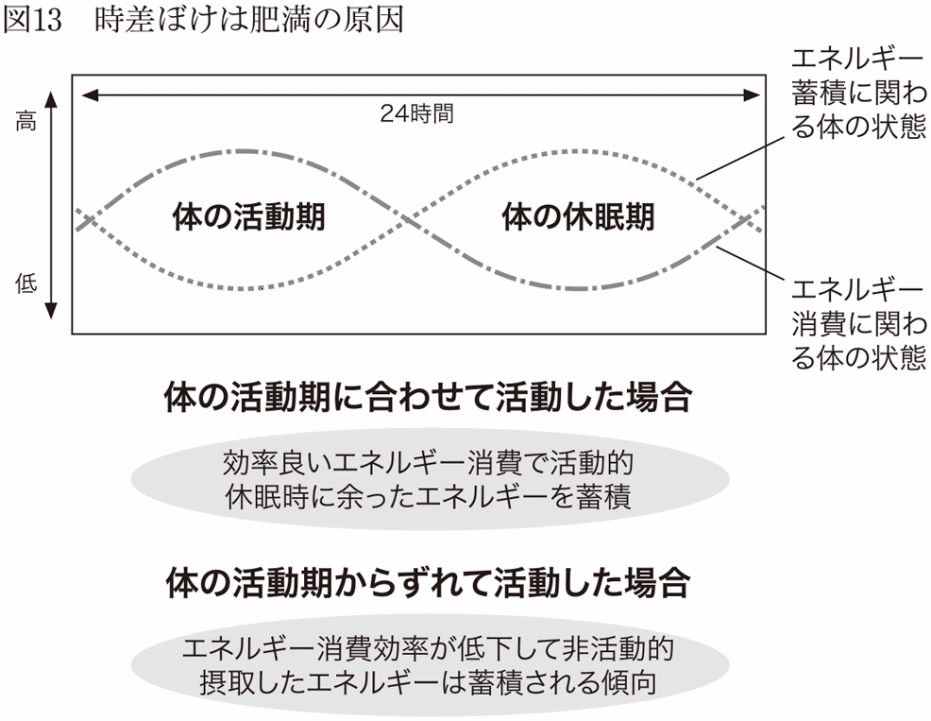 図13　時差ぼけは肥満の原因
エネルギー
蓄積に関わ
る体の状態
高
24時間
体の活動期
体の休眠期
低
エネルギー
消費に関わ
る体の状態
体の活動期に合わせて活動した場合
効率良いエネルギー消費で活動的
休眠時に余ったエネルギーを蓄積
体の活動期からずれて活動した場合
エネルギー消費効率が低下して非活動的
摂取したエネルギーは蓄積される傾向